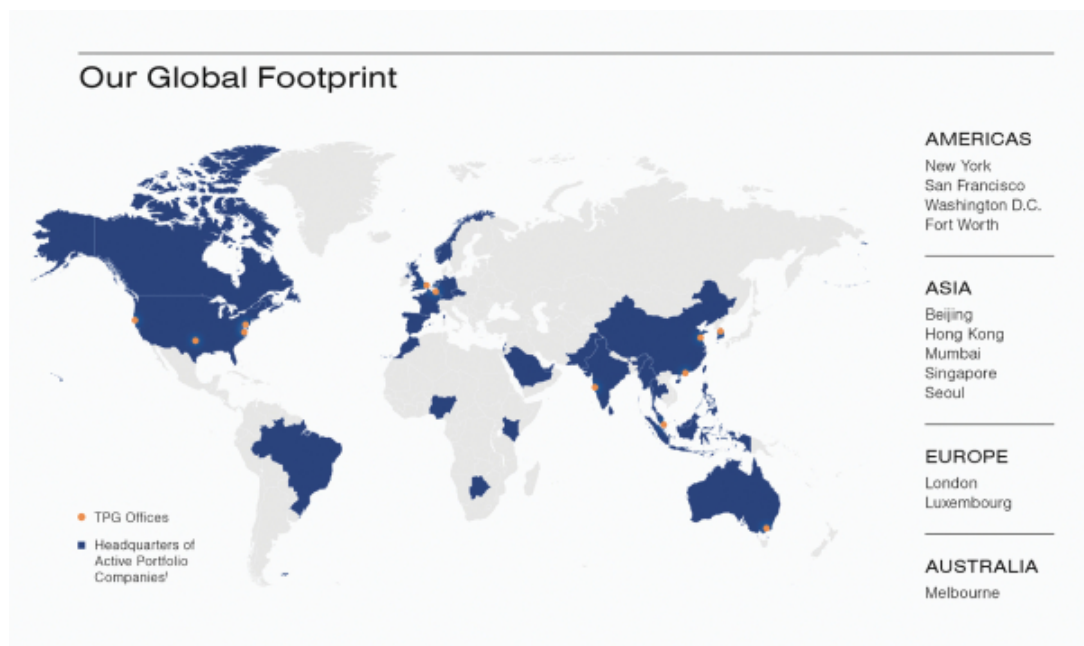 Our Global Footprint
AMERICAS
New York
San Francisco
Washington D.C.
Fort Worth
ASIA
Beijing
Hong Kong
Mumbai
Singapore
Seoul
EUROPE
London
Luxembourg
AUSTRALIA
Melbourne
TPG Offices
Headquarters of
Active Portfolio
Companies¹